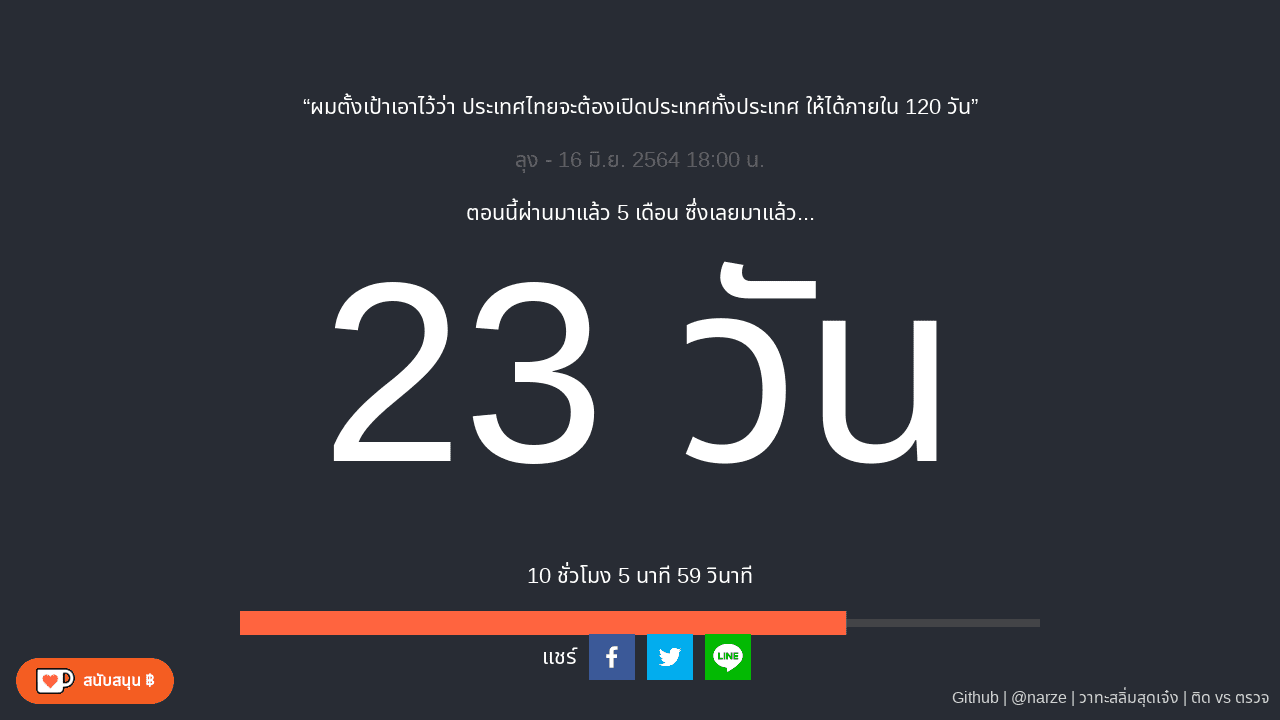 “ผมตั้งเป้าเอาไว้ว่า ประเทศไทยจะต้องเปิดประเทศทั้งประเทศ ให้ได้ภายใน 120 วัน”
ลุง - 16 มิ.ย. 2564 18:00 น.
ตอนนี้ผ่านมาแล้ว 5 เดือน ซึ่งเลยมาแล้ว...
23 วัน
10 ชั่วโมง 5 นาที 59 วินาที
แชร์
LINE
สนับสนุน ฿
Github | @narze | วาทะสลิ่มสุดเจ๋ง | ติด vs ตรวจ